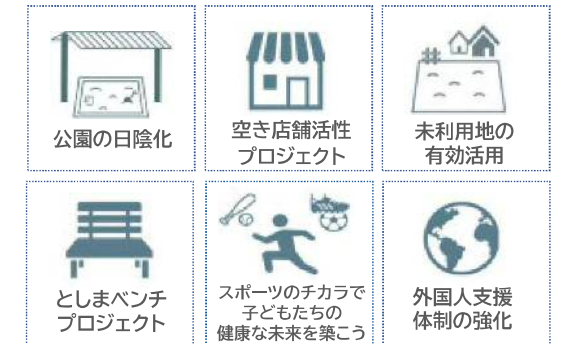 公園の日陰化
空き店舗活性
プロジェクト
未利用地の
有効活用
としまベンチ
プロジェクト
スポーツのチカラで
子どもたちの
健康な未来を築こう
外国人支援
体制の強化